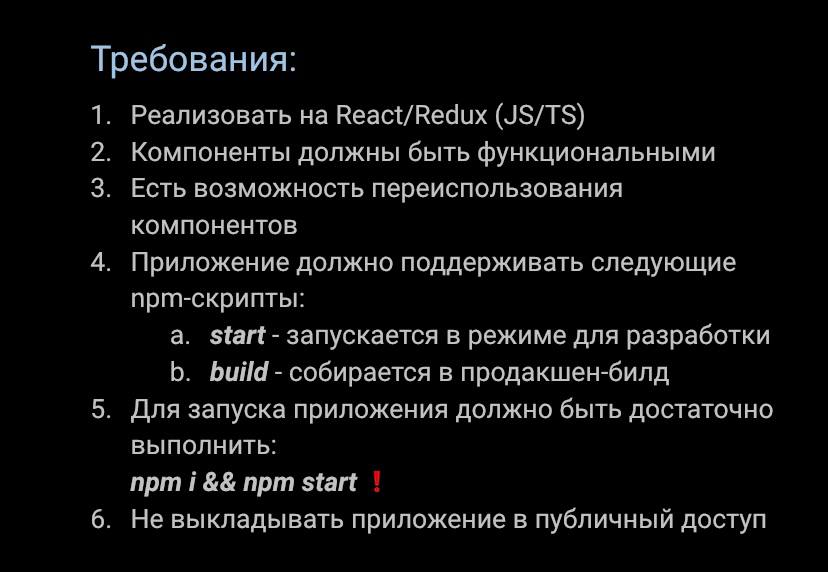 Требования:
1. Реализовать на React/Redux (JS/TS)
2. Компоненты должны быть функциональными
3. Есть возможность переиспользования
компонентов
4. Приложение должно поддерживать следующие
npm-скрипты:
a. start - запускается в режиме для разработки
b. build - собирается в продакшен-билд
5. Для запуска приложения должно быть достаточно
выполнить:
npm i && npm start ❗
6. Не выкладывать приложение в публичный доступ